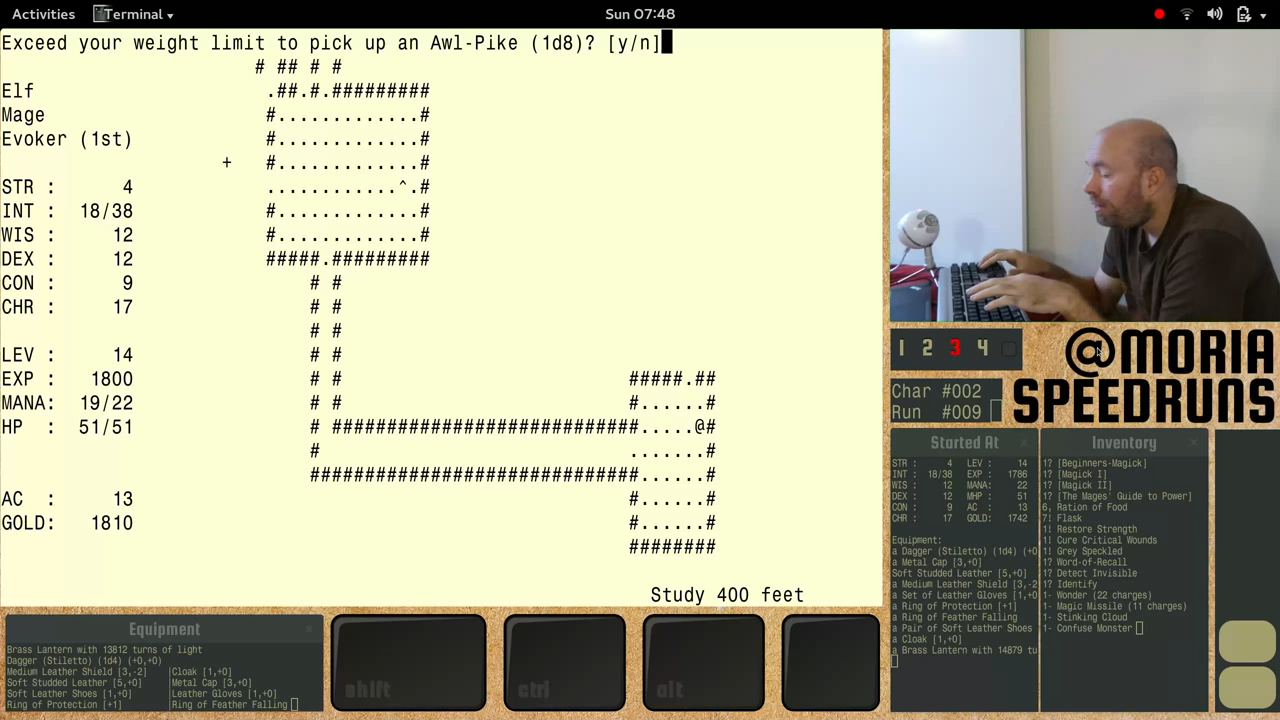 Activities Terminal Sun 07:48
Exceed your weight limit to pick up an Awl-Pike (1d8)? [y/n]
# ## # #
Elf .##.#.#########
Mage #.............#
Evoker (1st) #.............#
+ #.............#
STR : 4 ............^.#
INT : 18/38 #.............#
WIS : 12 #.............#
DEX : 12 #####.#########
CON : 9 # #
CHR : 17 # #
# #
LEV : 14 # #
EXP : 1800 # # #####.##
MANA: 19/22 # # #......#
HP : 51/51 # ############################.....@#
# .......#
##############################......#
AC : 13 #......#
GOLD: 1810 #......#
########
Study 400 feet
1 2 3 4
@MORIA
SPEEDRUNS
Char #002
Run #009
Started At
STR : 4 LEV : 14
INT : 18/38 EXP : 1786
WIS : 12 MANA: 22
DEX : 12 MHP : 51
CON : 9 AC : 13
CHR : 17 GOLD: 1742
Equipment:
a Dagger (Stiletto) (1d4) (+0
a Metal Cap [3,+0]
Soft Studded Leather [5,+0]
a Medium Leather Shield [3,-2
a Set of Leather Gloves [1,+0
a Ring of Protection [+1]
a Ring of Feather Falling
a Pair of Soft Leather Shoes
a Cloak [1,+0]
a Brass Lantern with 14879 tu
Inventory
1? [Beginners-Magick]
1? [Magick I]
1? [Magick II]
1? [The Mages' Guide to Power]
6, Ration of Food
7! Flask
1! Restore Strength
1! Cure Critical Wounds
1! Grey Speckled
1? Word-of-Recall
1? Detect Invisible
1? Identify
1- Wonder (22 charges)
1- Magic Missile (11 charges)
1- Stinking Cloud
1- Confuse Monster
Equipment
Brass Lantern with 13812 turns of light
Dagger (Stiletto) (1d4) (+0,+0)
Medium Leather Shield [3,-2] |Cloak [1,+0]
Soft Studded Leather [5,+0] |Metal Cap [3,+0]
Soft Leather Shoes [1,+0] |Leather Gloves [1,+0]
Ring of Protection [+1] |Ring of Feather Falling
shift ctrl alt